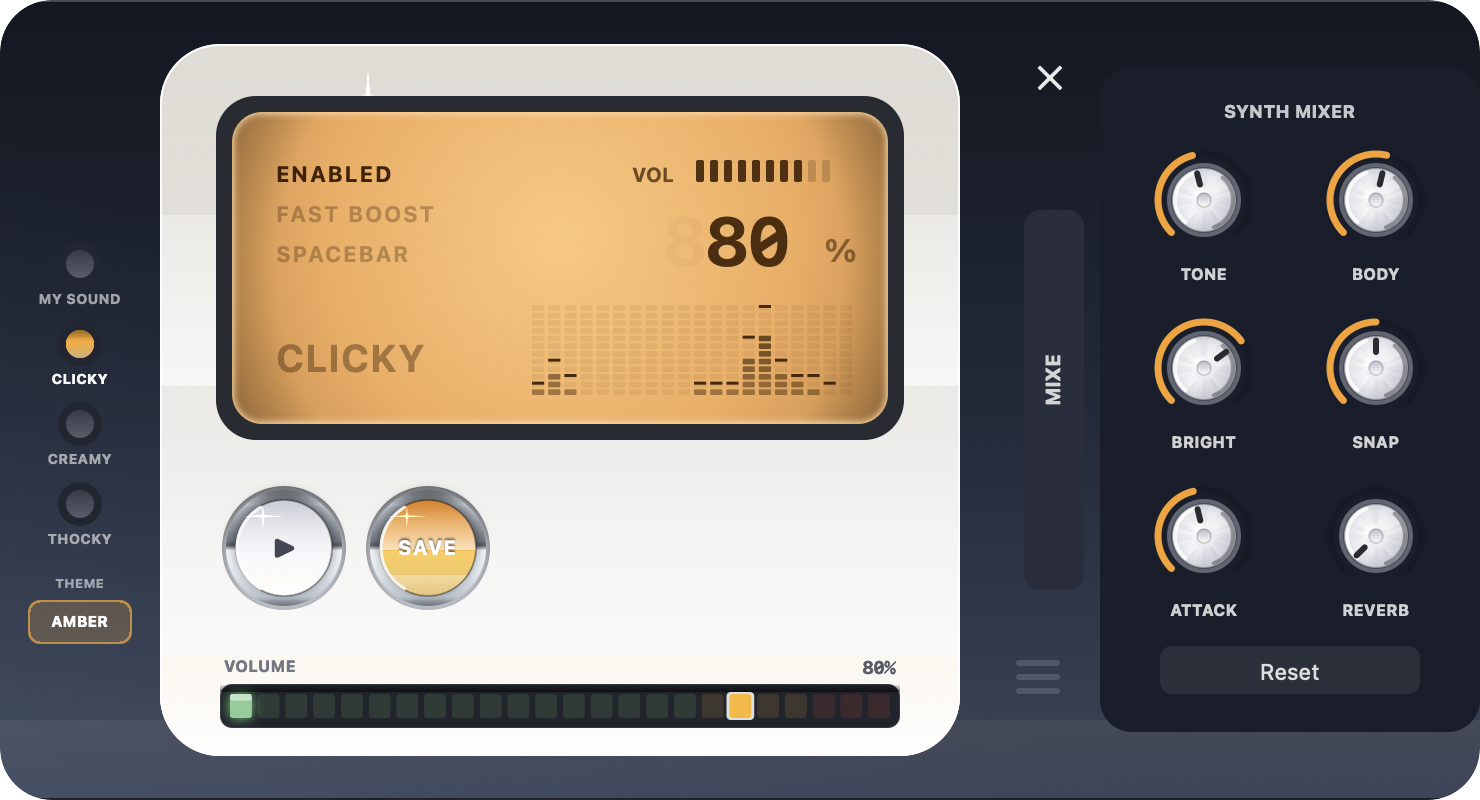 MY SOUND
CLICKY
CREAMY
THOCKY
THEME
AMBER
ENABLED
FAST BOOST
SPACEBAR
CLICKY
VOL
80 %
SAVE
VOLUME
80%
MIXE
SYNTH MIXER
TONE
BODY
BRIGHT
SNAP
ATTACK
REVERB
Reset